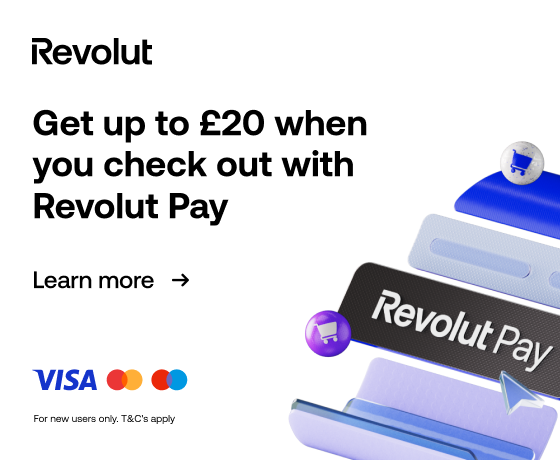 Revolut
Get up to £20 when
you check out with
Revolut Pay
Learn more →
Revolut Pay
VISA
For new users only. T&C's apply